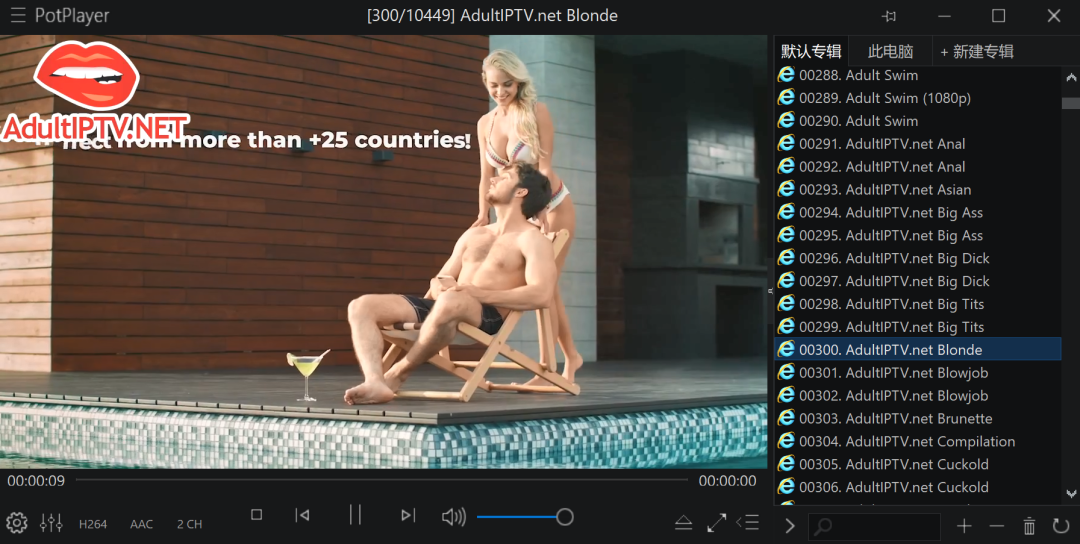 PotPlayer
[300/10449] AdultIPTV.net Blonde
AdultIPTV.NET
from more than +25 countries!
默认专辑
此电脑
+ 新建专辑
00288. Adult Swim
00289. Adult Swim (1080p)
00290. Adult Swim
00291. AdultIPTV.net Anal
00292. AdultIPTV.net Anal
00293. AdultIPTV.net Asian
00294. AdultIPTV.net Big Ass
00295. AdultIPTV.net Big Ass
00296. AdultIPTV.net Big Dick
00297. AdultIPTV.net Big Dick
00298. AdultIPTV.net Big Tits
00299. AdultIPTV.net Big Tits
00300. AdultIPTV.net Blonde
00301. AdultIPTV.net Blowjob
00302. AdultIPTV.net Blowjob
00303. AdultIPTV.net Brunette
00304. AdultIPTV.net Compilation
00305. AdultIPTV.net Cuckold
00306. AdultIPTV.net Cuckold
00:00:09
00:00:00
H264
AAC
2 CH